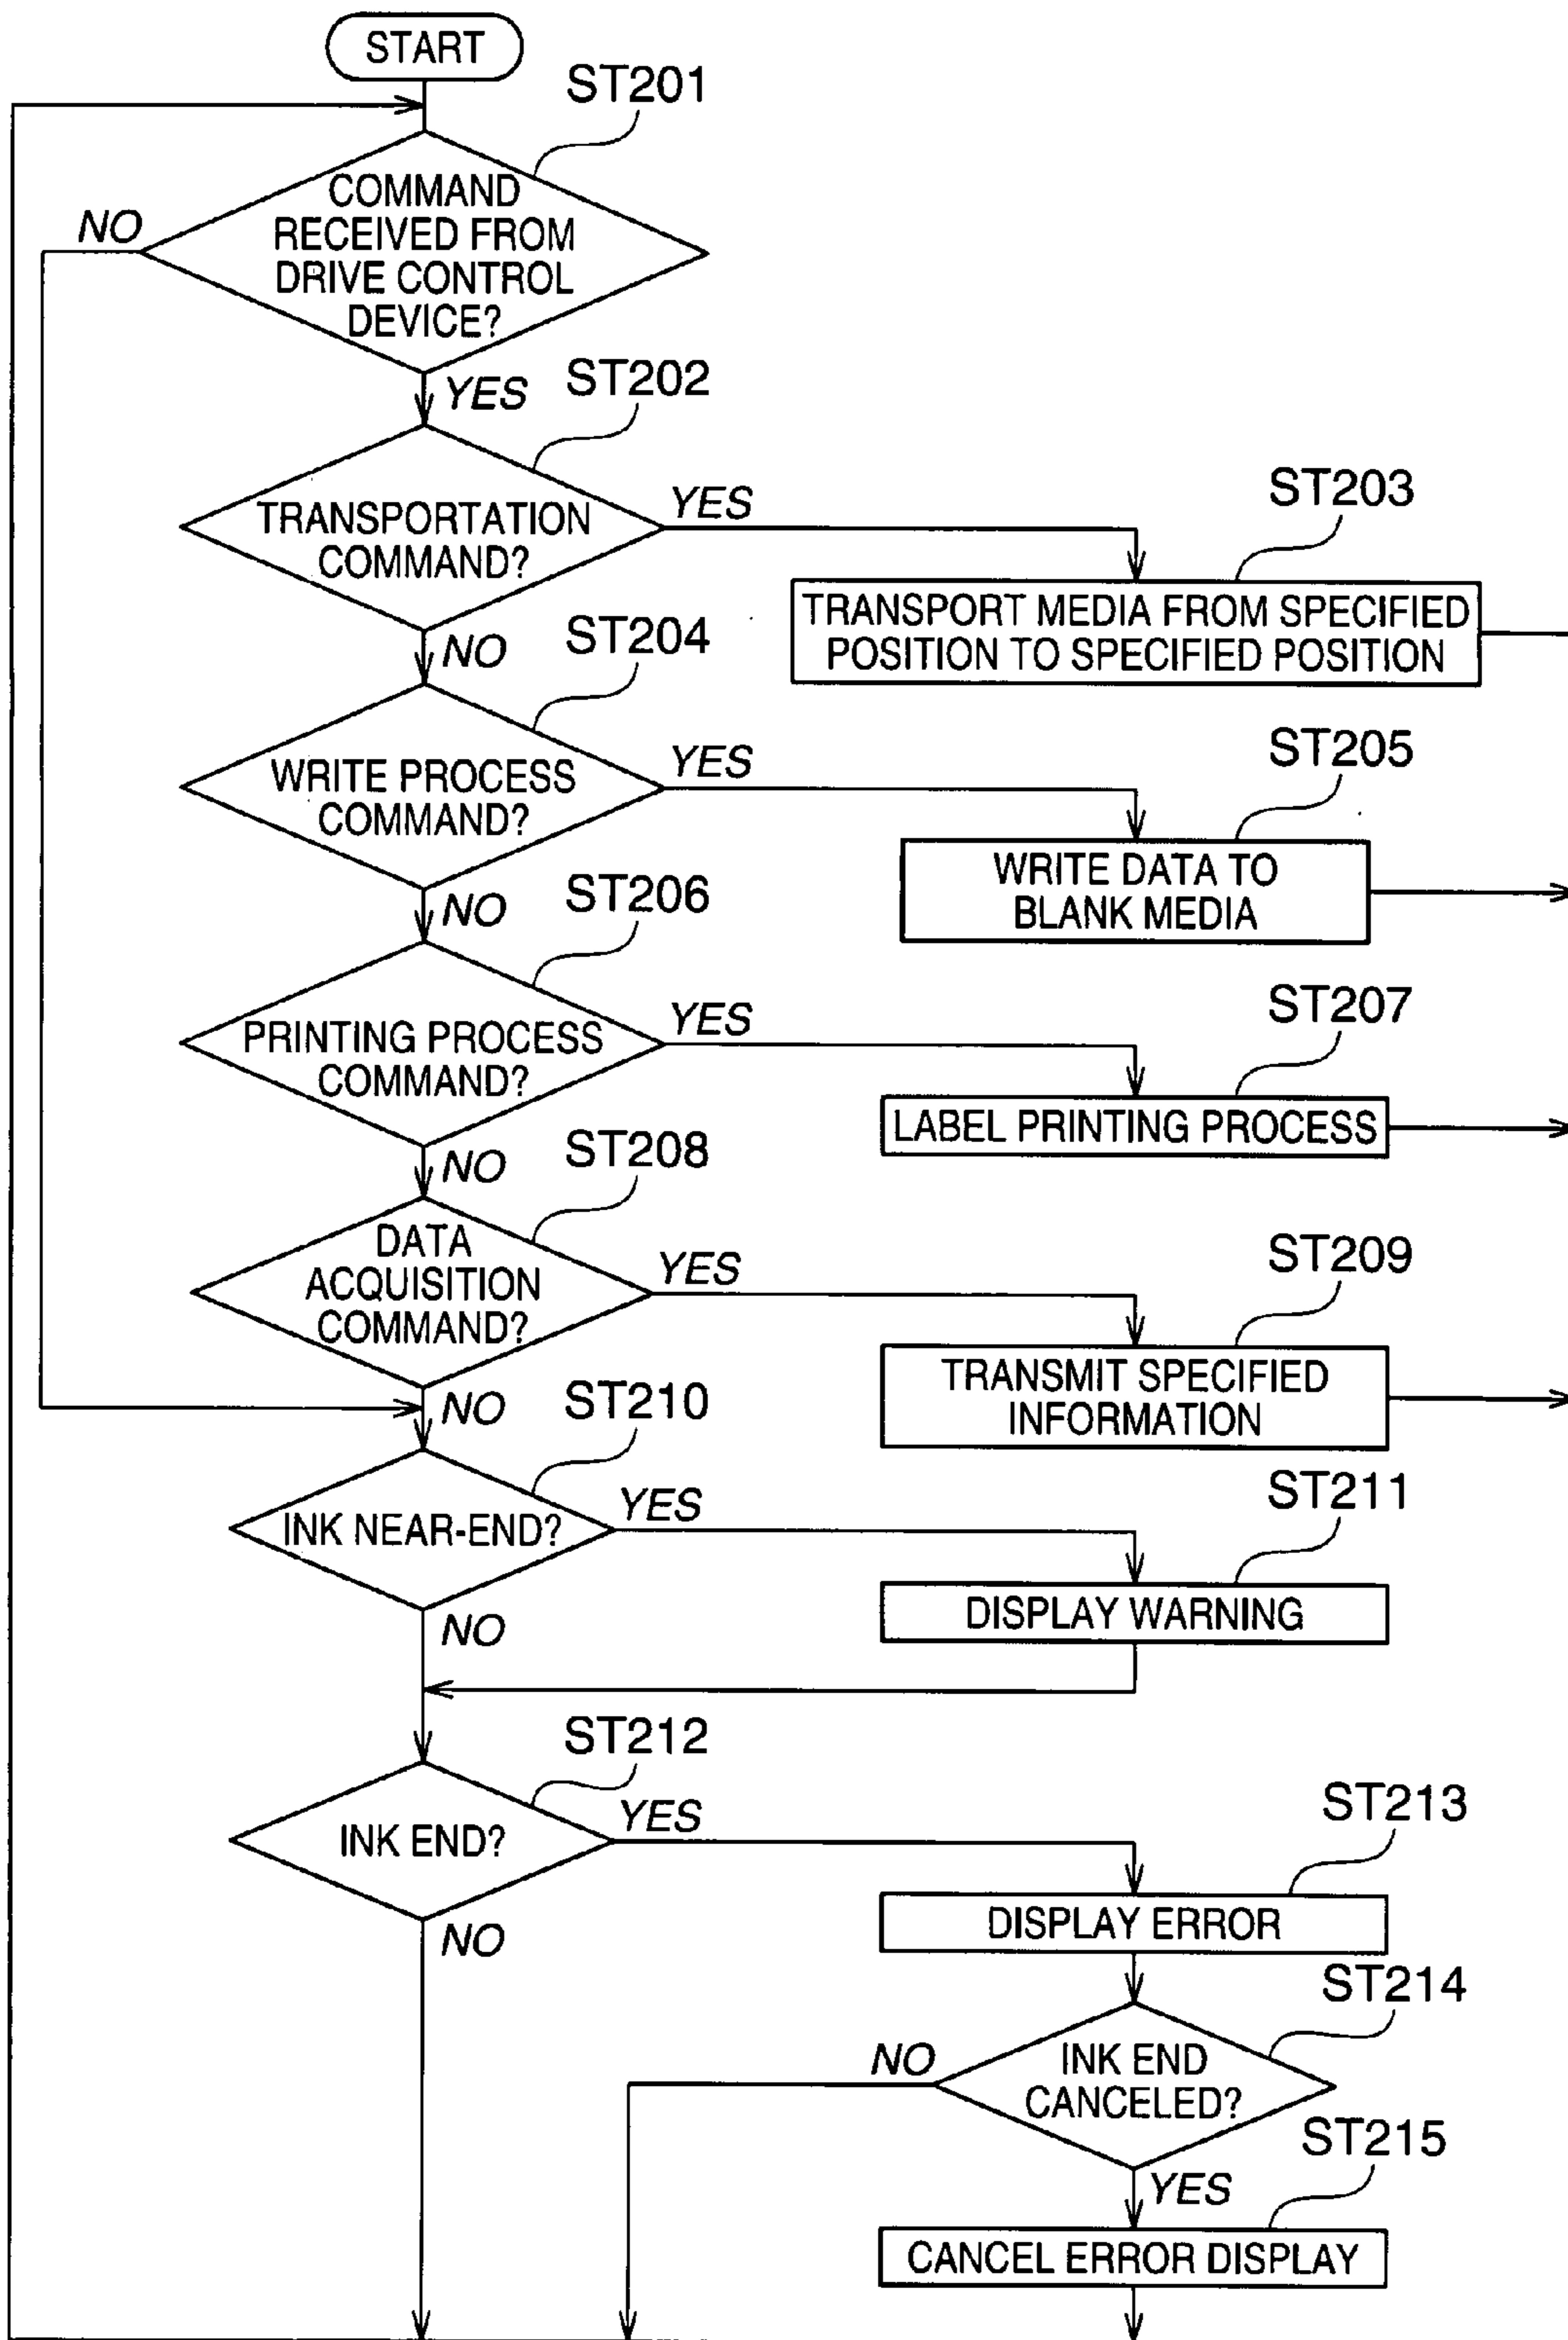 START
ST201
COMMAND
RECEIVED FROM
DRIVE CONTROL
DEVICE?
NO
YES
ST202
TRANSPORTATION
COMMAND?
YES
ST203
TRANSPORT MEDIA FROM SPECIFIED
POSITION TO SPECIFIED POSITION
NO
ST204
WRITE PROCESS
COMMAND?
YES
ST205
WRITE DATA TO
BLANK MEDIA
NO
ST206
PRINTING PROCESS
COMMAND?
YES
ST207
LABEL PRINTING PROCESS
NO
ST208
DATA
ACQUISITION
COMMAND?
YES
ST209
TRANSMIT SPECIFIED
INFORMATION
NO
ST210
INK NEAR-END?
YES
ST211
DISPLAY WARNING
NO
ST212
INK END?
YES
ST213
DISPLAY ERROR
NO
ST214
INK END
CANCELED?
NO
YES
ST215
CANCEL ERROR DISPLAY